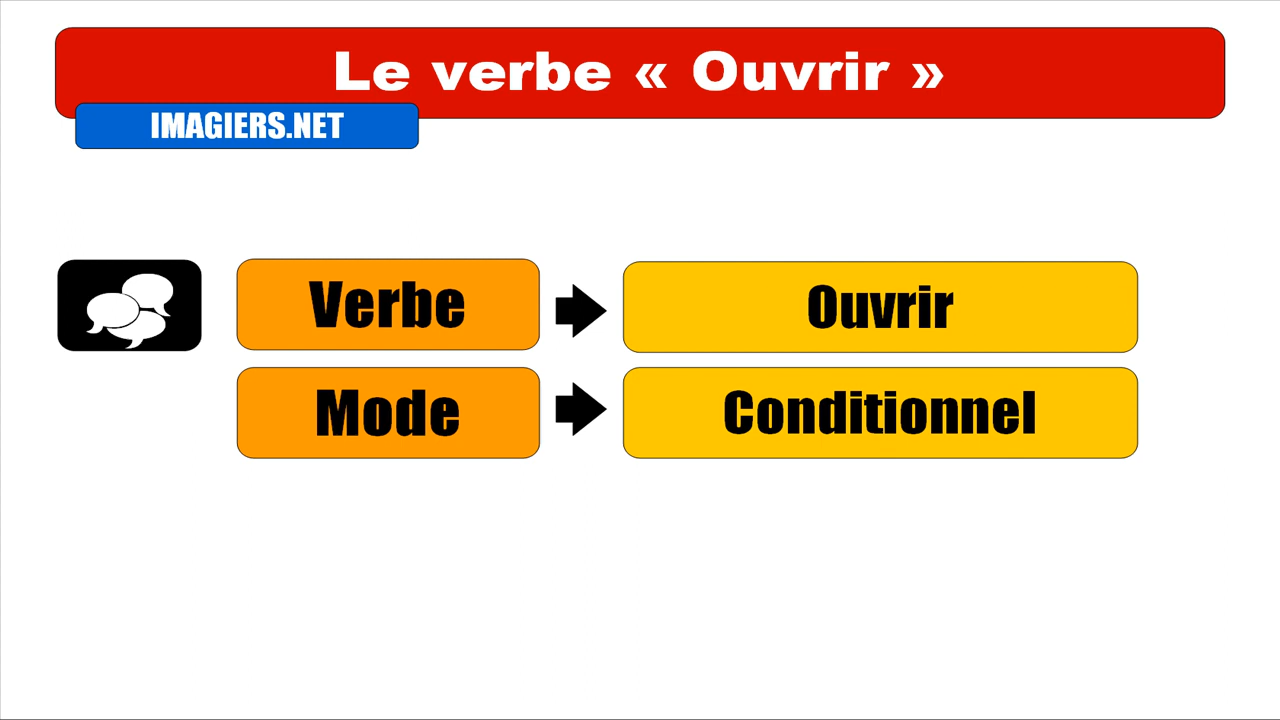 Le verbe « Ouvrir »
IMAGIERS.NET
Verbe Ouvrir
Mode Conditionnel